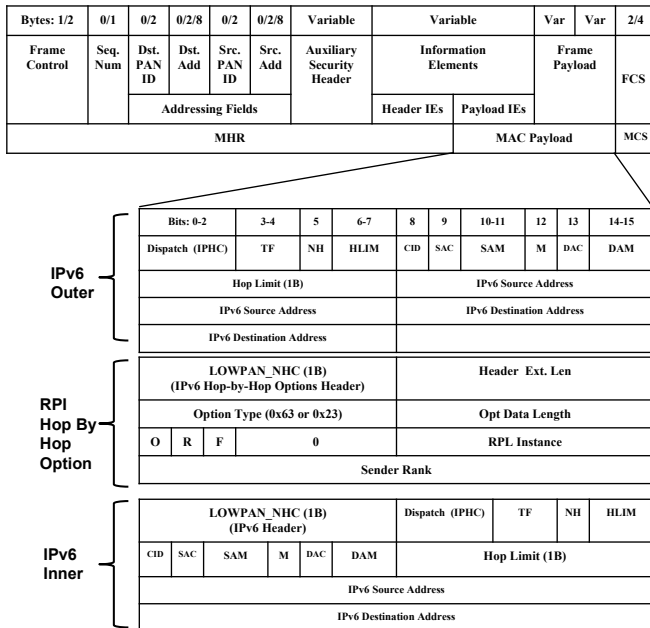 Bytes: 1/2 0/1 0/2 0/2/8 0/2 0/2/8 Variable Variable Var Var 2/4
Frame Control Seq. Num Dst. PAN ID Dst. Add Src. PAN ID Src. Add Auxiliary Security Header Information Elements Frame Payload FCS
Addressing Fields Header IEs Payload IEs
MHR MAC Payload MCS
IPv6 Outer
Bits: 0-2 3-4 5 6-7 8 9 10-11 12 13 14-15
Dispatch (IPHC) TF NH HLIM CID SAC SAM M DAC DAM
Hop Limit (1B) IPv6 Source Address
IPv6 Source Address IPv6 Destination Address
IPv6 Destination Address
RPI Hop By Hop Option
LOWPAN_NHC (1B) (IPv6 Hop-by-Hop Options Header) Header Ext. Len
Option Type (0x63 or 0x23) Opt Data Length
O R F 0 RPL Instance
Sender Rank
IPv6 Inner
LOWPAN_NHC (1B) (IPv6 Header) Dispatch (IPHC) TF NH HLIM
CID SAC SAM M DAC DAM Hop Limit (1B)
IPv6 Source Address
IPv6 Destination Address